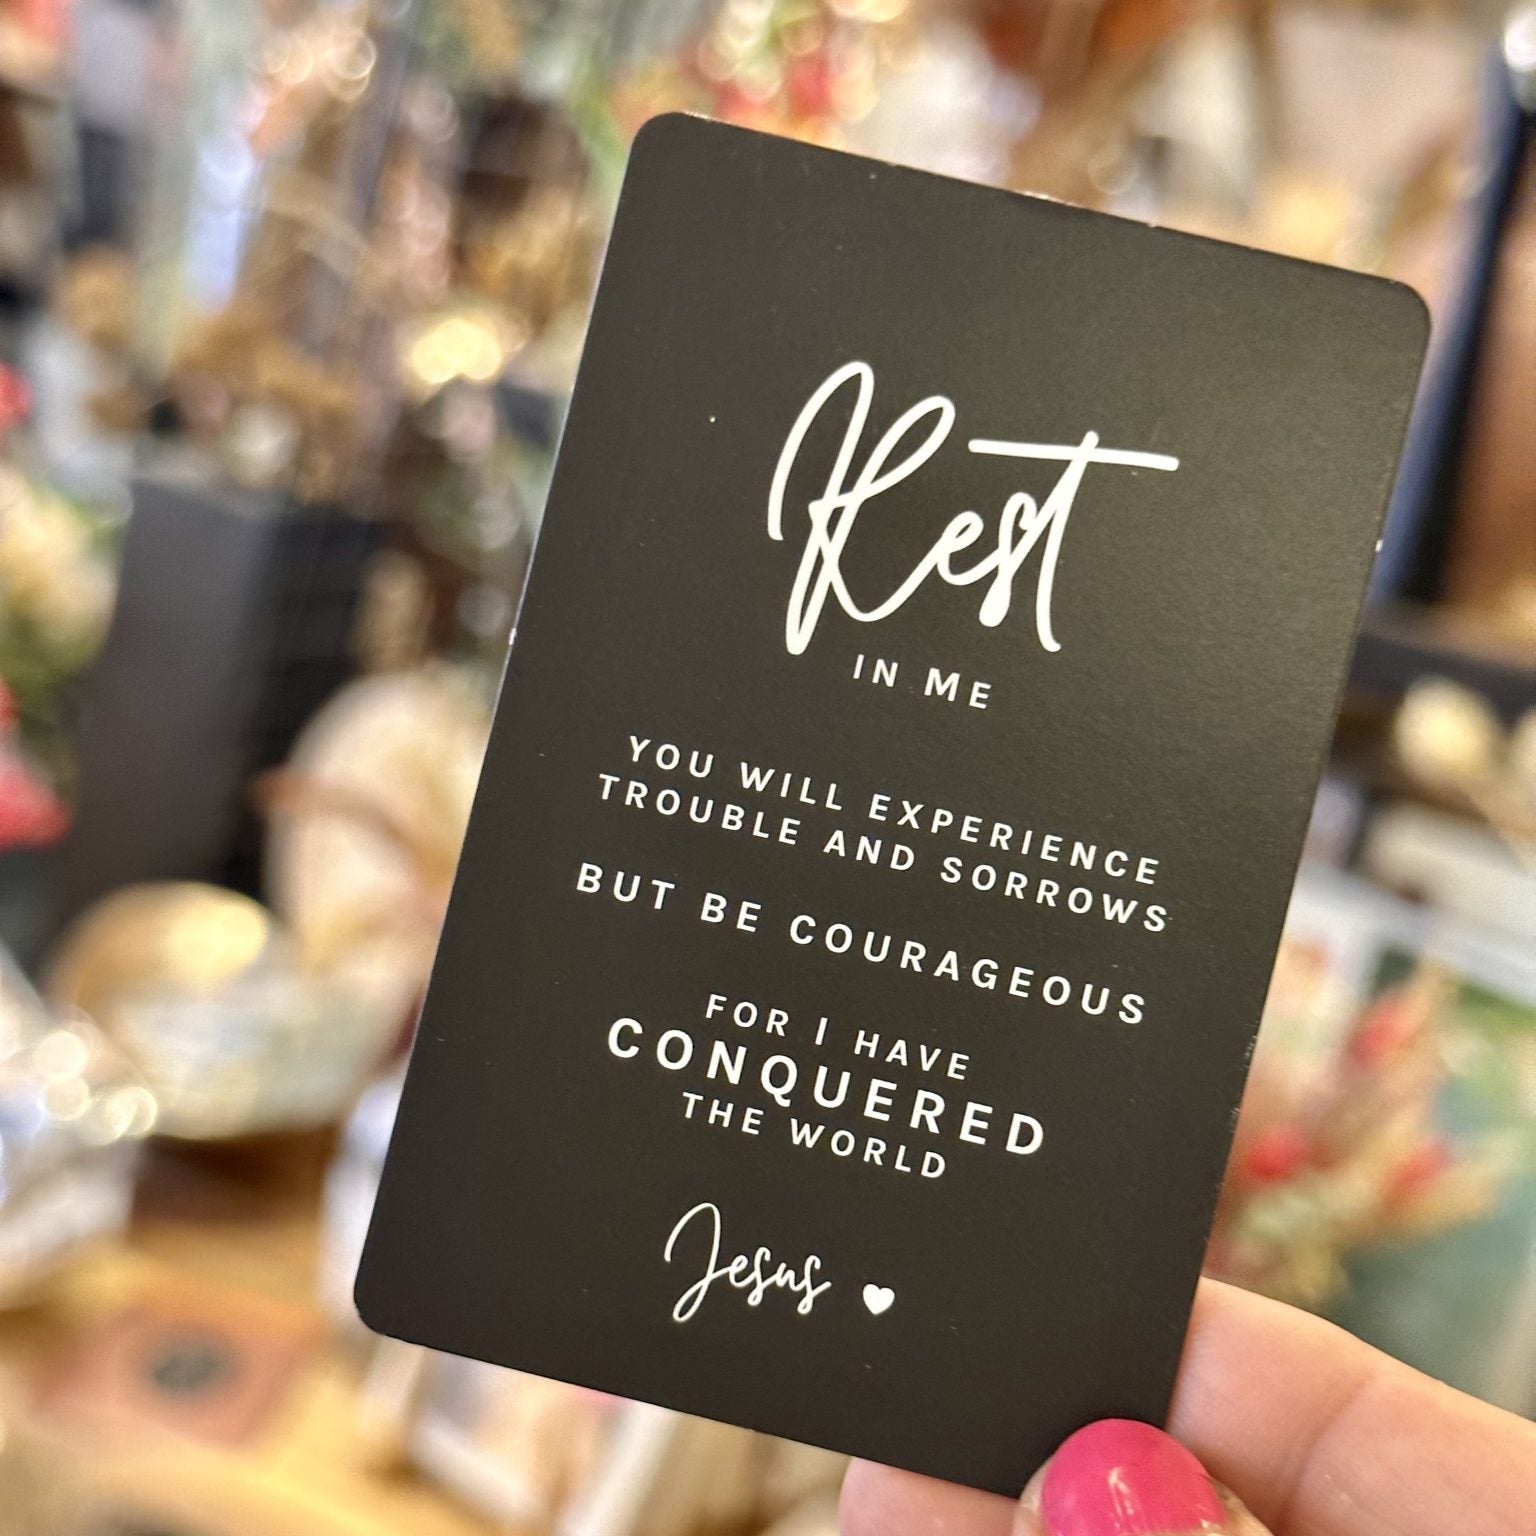 Rest
IN ME
YOU WILL EXPERIENCE
TROUBLE AND SORROWS
BUT BE COURAGEOUS
FOR I HAVE
CONQUERED
THE WORLD
Jesus